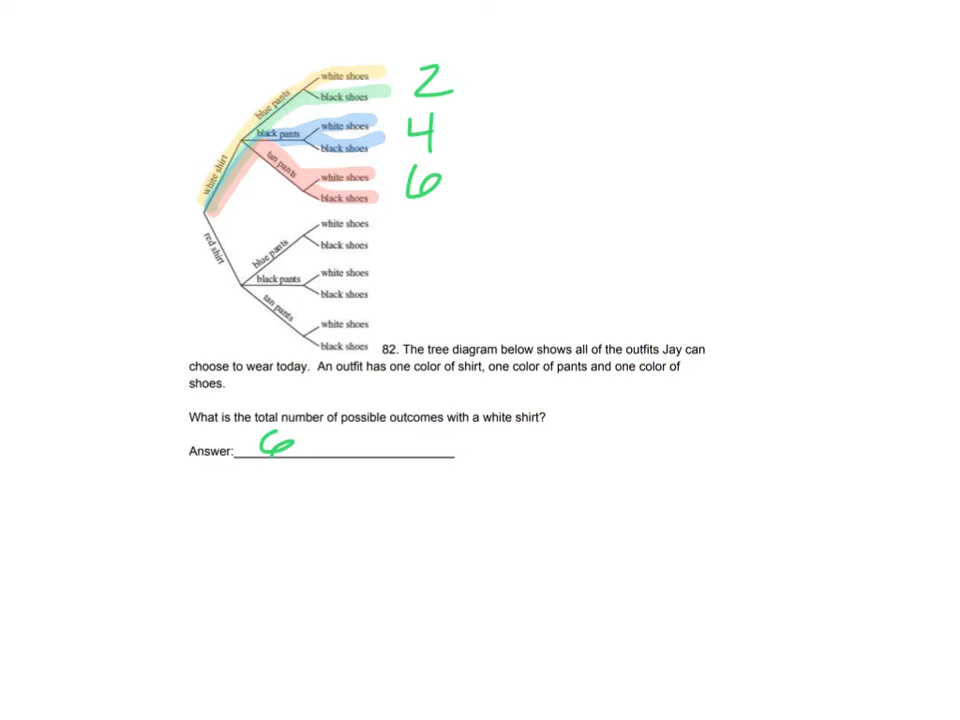 white shirt
blue pants
white shoes
black shoes
2
black pants
white shoes
black shoes
4
tan pants
white shoes
black shoes
6
red shirt
blue pants
white shoes
black shoes
black pants
white shoes
black shoes
tan pants
white shoes
black shoes
82. The tree diagram below shows all of the outfits Jay can
choose to wear today. An outfit has one color of shirt, one color of pants and one color of
shoes.
What is the total number of possible outcomes with a white shirt?
Answer: 6